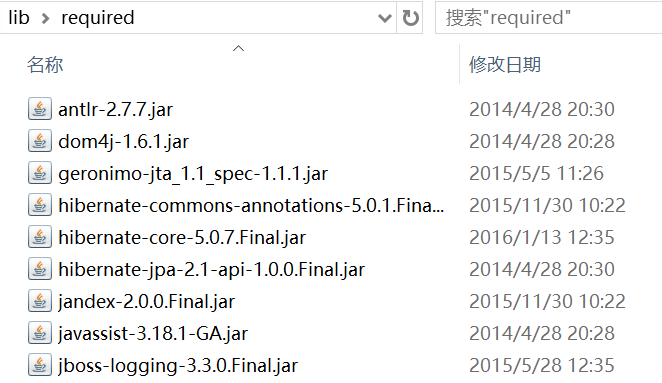 lib > required 搜索"required"
名称 修改日期
antlr-2.7.7.jar 2014/4/28 20:30
dom4j-1.6.1.jar 2014/4/28 20:28
geronimo-jta_1.1_spec-1.1.1.jar 2015/5/5 11:26
hibernate-commons-annotations-5.0.1.Fina... 2015/11/30 10:22
hibernate-core-5.0.7.Final.jar 2016/1/13 12:35
hibernate-jpa-2.1-api-1.0.0.Final.jar 2014/4/28 20:30
jandex-2.0.0.Final.jar 2015/11/30 10:22
javassist-3.18.1-GA.jar 2014/4/28 20:28
jboss-logging-3.3.0.Final.jar 2015/5/28 12:35